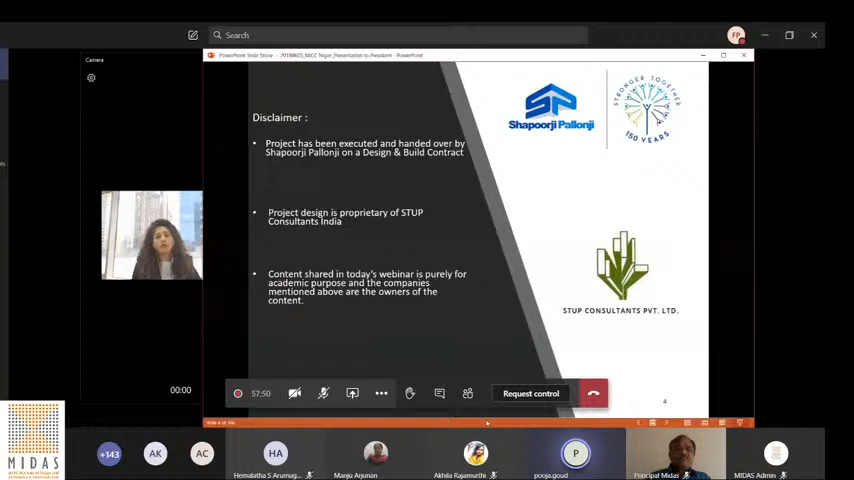 Search
FP
Camera
PowerPoint Slide Show - 20180605_MICC Niger_Presentation to President - PowerPoint
Disclaimer :
• Project has been executed and handed over by
Shapoorji Pallonji on a Design & Build Contract
• Project design is proprietary of STUP
Consultants India
• Content shared in today's webinar is purely for
academic purpose and the companies
mentioned above are the owners of the
content.
SP
Shapoorji Pallonji
STRONGER TOGETHER
150 YEARS
STUP CONSULTANTS PVT. LTD.
00:00
57:50
Request control
4
MIDAS
+143
AK
AC
HA
P
Hemalatha S Arumug...
Manju Arjunan
Akhila Rajamurthi
pooja.goud
Principal Midas
MIDAS Admin